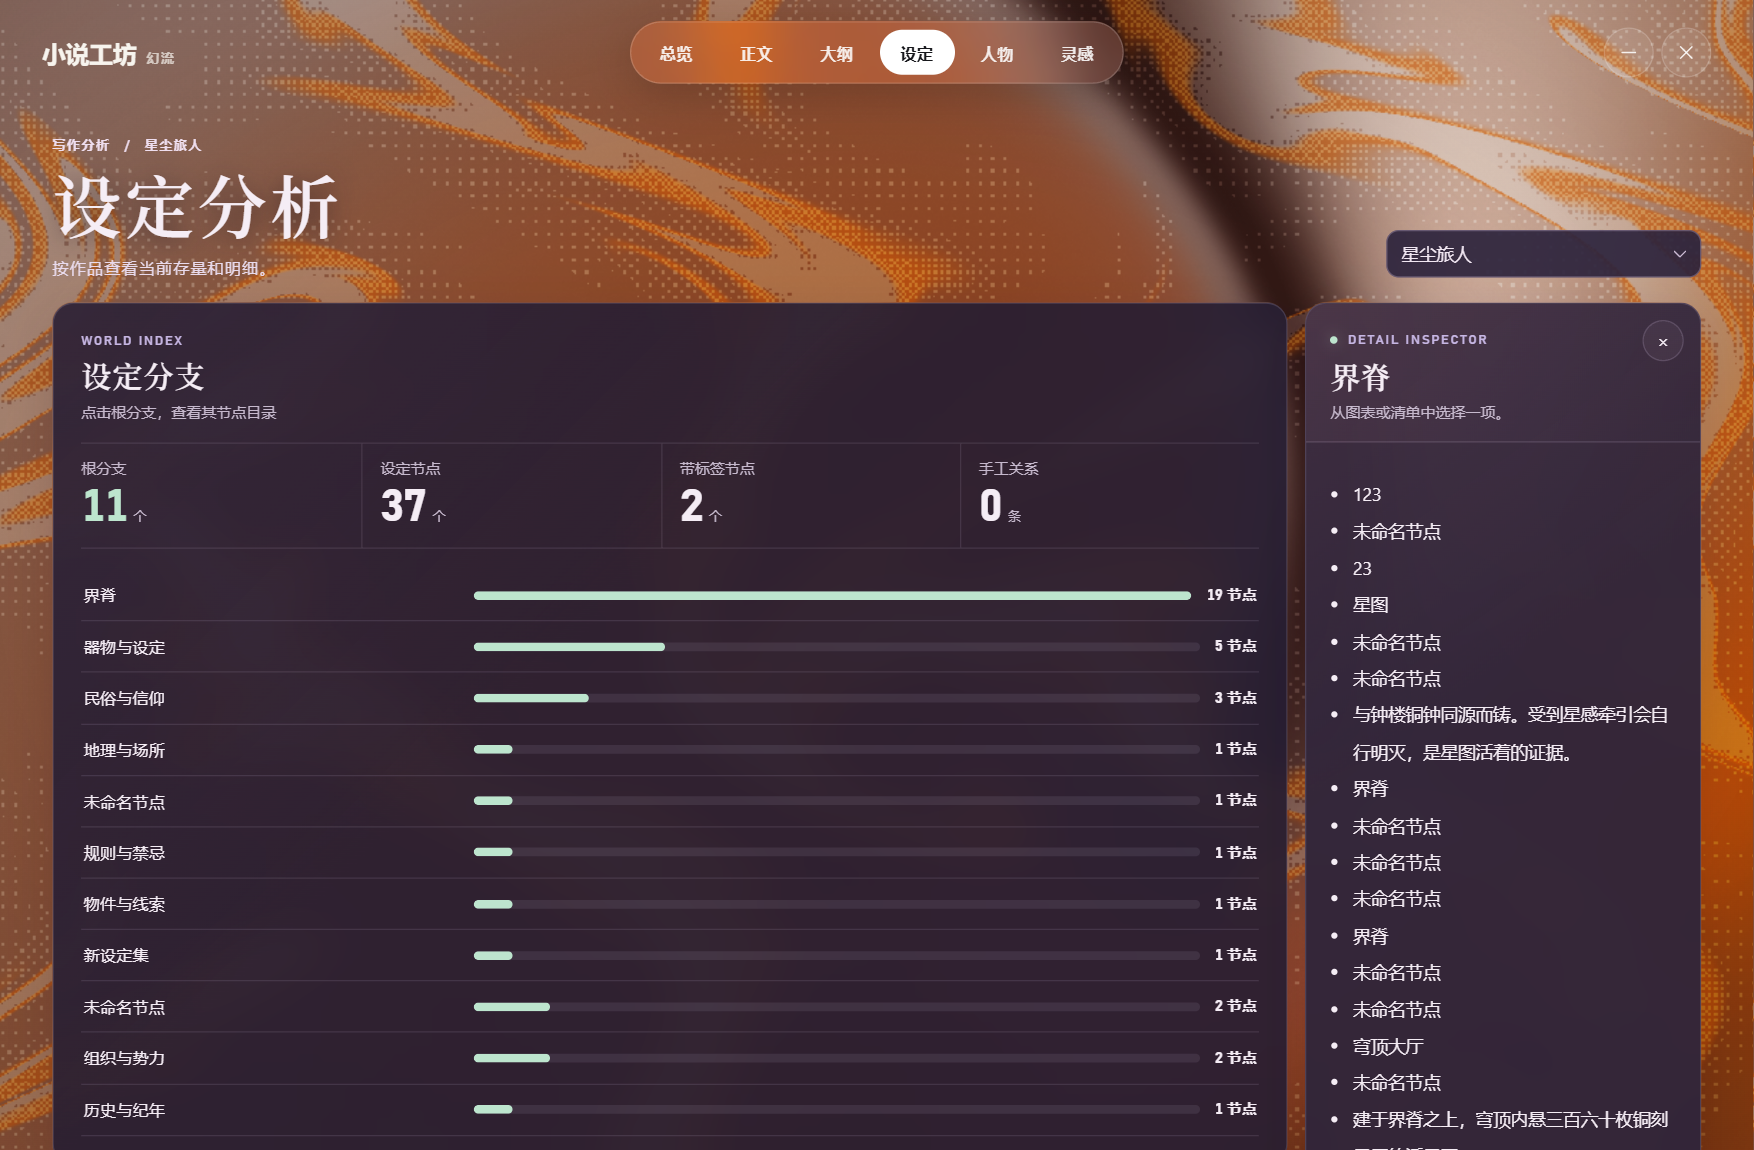 小说工坊 幻流
总览 正文 大纲 设定 人物 灵感
写作分析 / 星尘旅人
设定分析
按作品查看当前存量和明细。
星尘旅人
WORLD INDEX
设定分支
点击根分支，查看其节点目录
根分支
11 个
设定节点
37 个
带标签节点
2 个
手工关系
0 条
界脊 19 节点
器物与设定 5 节点
民俗与信仰 3 节点
地理与场所 1 节点
未命名节点 1 节点
规则与禁忌 1 节点
物件与线索 1 节点
新设定集 1 节点
未命名节点 2 节点
组织与势力 2 节点
历史与纪年 1 节点
DETAIL INSPECTOR
界脊
从图表或清单中选择一项。
123
未命名节点
23
星图
未命名节点
未命名节点
与钟楼铜钟同源而铸。受到星感牵引会自
行明灭，是星图活着的证据。
界脊
未命名节点
未命名节点
未命名节点
界脊
未命名节点
未命名节点
穹顶大厅
未命名节点
建于界脊之上，穹顶内悬三百六十枚铜刻